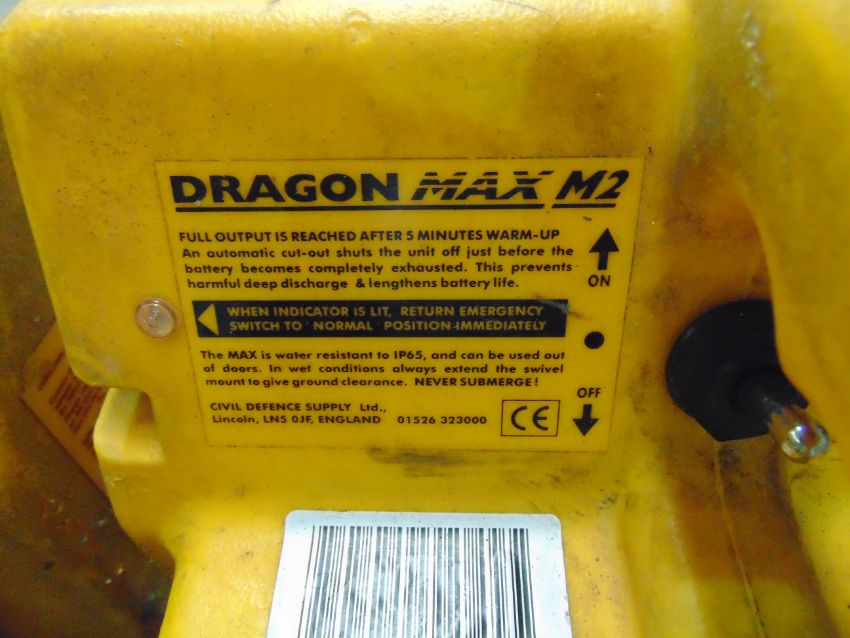 DRAGON MAX M2
FULL OUTPUT IS REACHED AFTER 5 MINUTES WARM-UP
An automatic cut-out shuts the unit off just before the
battery becomes completely exhausted. This prevents
harmful deep discharge & lengthens battery life.
ON
WHEN INDICATOR IS LIT, RETURN EMERGENCY
SWITCH TO 'NORMAL' POSITION IMMEDIATELY
The MAX is water resistant to IP65, and can be used out
of doors. In wet conditions always extend the swivel
mount to give ground clearance. NEVER SUBMERGE !
OFF
CIVIL DEFENCE SUPPLY Ltd.,
Lincoln, LN5 0JF, ENGLAND 01526 323000
CE